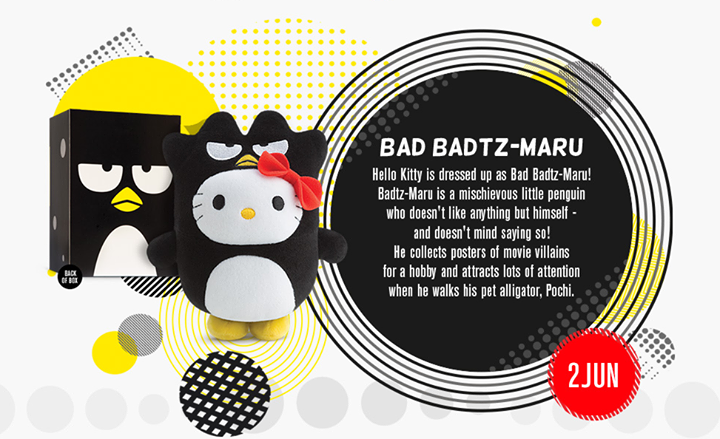 BAD BADTZ-MARU
Hello Kitty is dressed up as Bad Badtz-Maru!
Badtz-Maru is a mischievous little penguin
who doesn't like anything but himself -
and doesn't mind saying so!
He collects posters of movie villains
for a hobby and attracts lots of attention
when he walks his pet alligator, Pochi.
BACK
OF BOX
2JUN